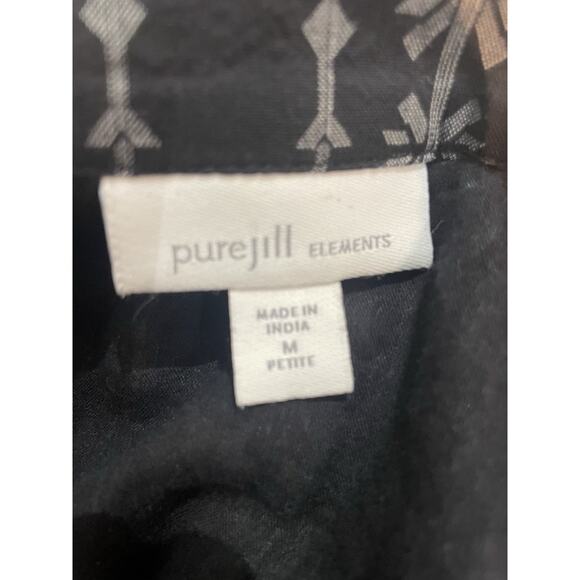 purejill ELEMENTS
MADE IN
INDIA
M
PETITE